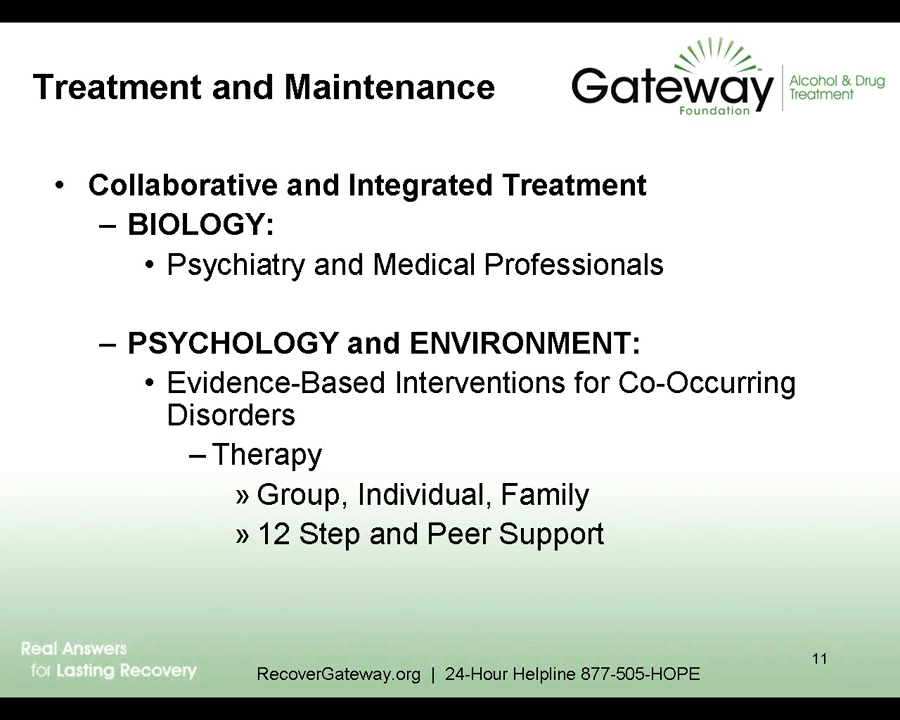 Treatment and Maintenance
Gateway
Foundation
Alcohol & Drug
Treatment
• Collaborative and Integrated Treatment
– BIOLOGY:
• Psychiatry and Medical Professionals
– PSYCHOLOGY and ENVIRONMENT:
• Evidence-Based Interventions for Co-Occurring
Disorders
– Therapy
» Group, Individual, Family
» 12 Step and Peer Support
Real Answers
for Lasting Recovery
RecoverGateway.org | 24-Hour Helpline 877-505-HOPE
11